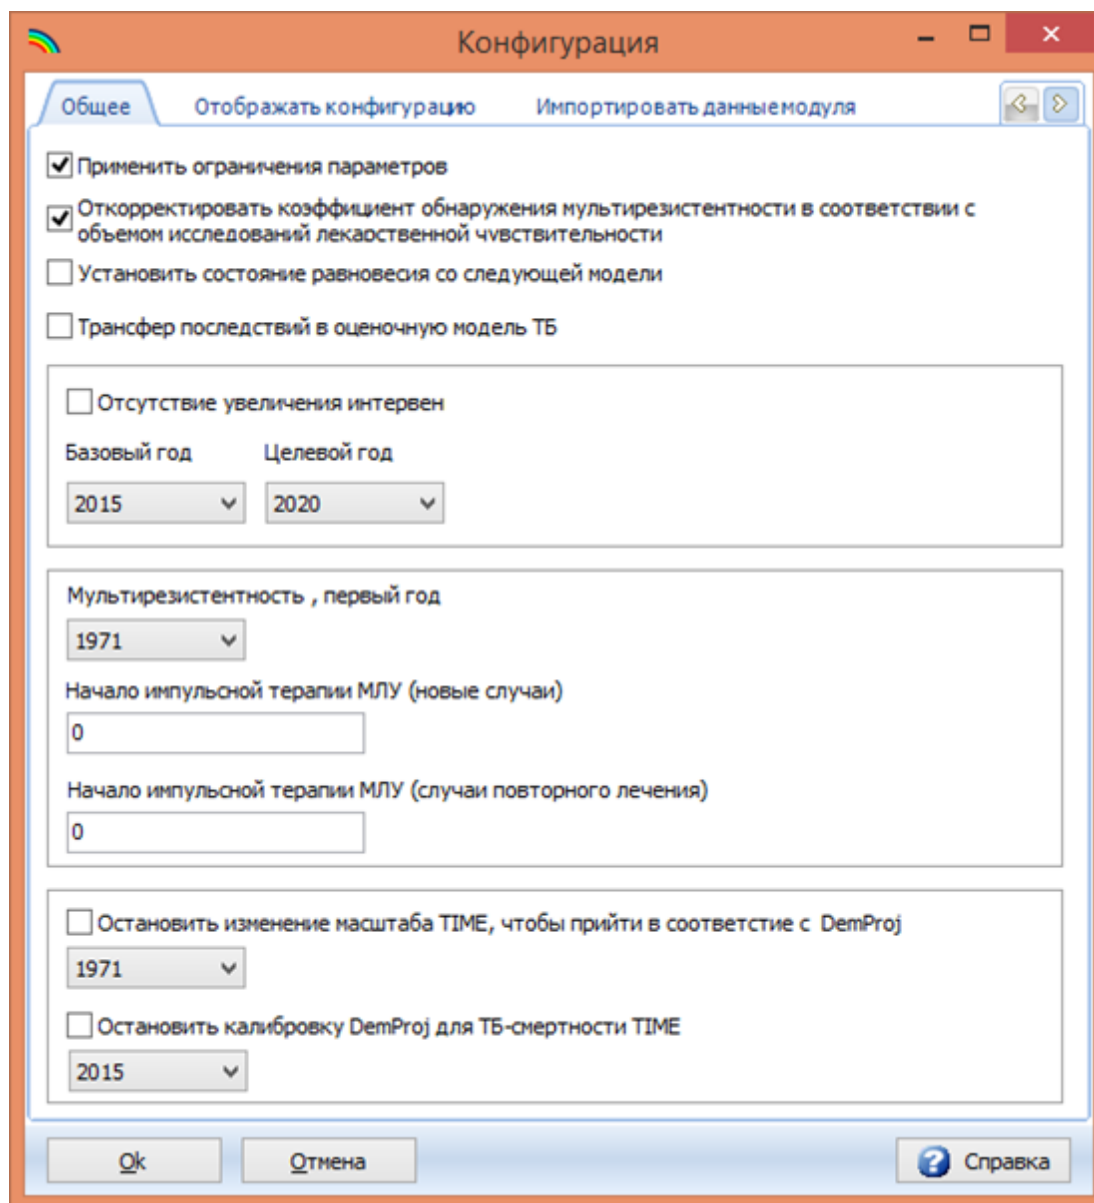 Конфигурация
Общее Отображать конфигурацию Импортировать данные модуля
Применить ограничения параметров
Откорректировать коэффициент обнаружения мультирезистентности в соответствии с
объемом исследований лекарственной чувствительности
Установить состояние равновесия со следующей модели
Трансфер последствий в оценочную модель ТБ
Отсутствие увеличения интервен
Базовый год Целевой год
2015 2020
Мультирезистентность , первый год
1971
Начало импульсной терапии МЛУ (новые случаи)
0
Начало импульсной терапии МЛУ (случаи повторного лечения)
0
Остановить изменение масштаба TIME, чтобы прийти в соответстие с DemProj
1971
Остановить калибровку DemProj для ТБ-смертности TIME
2015
Ok Отмена Справка